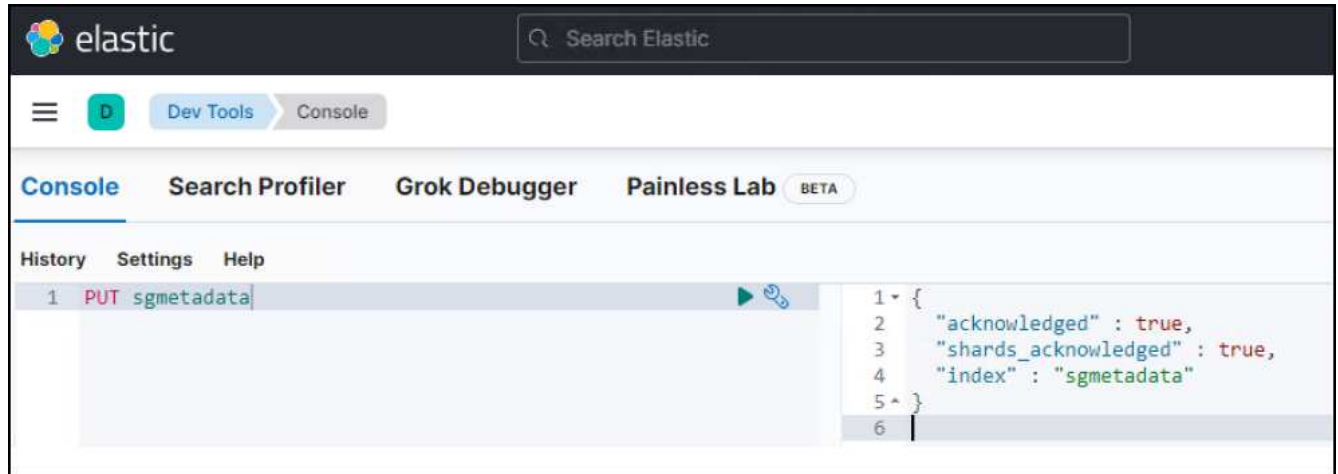 elastic
Search Elastic
D
Dev Tools
Console
Console
Search Profiler
Grok Debugger
Painless Lab
BETA
History
Settings
Help
1 PUT sgmetadata
1 {
2 "acknowledged" : true,
3 "shards_acknowledged" : true,
4 "index" : "sgmetadata"
5 }
6